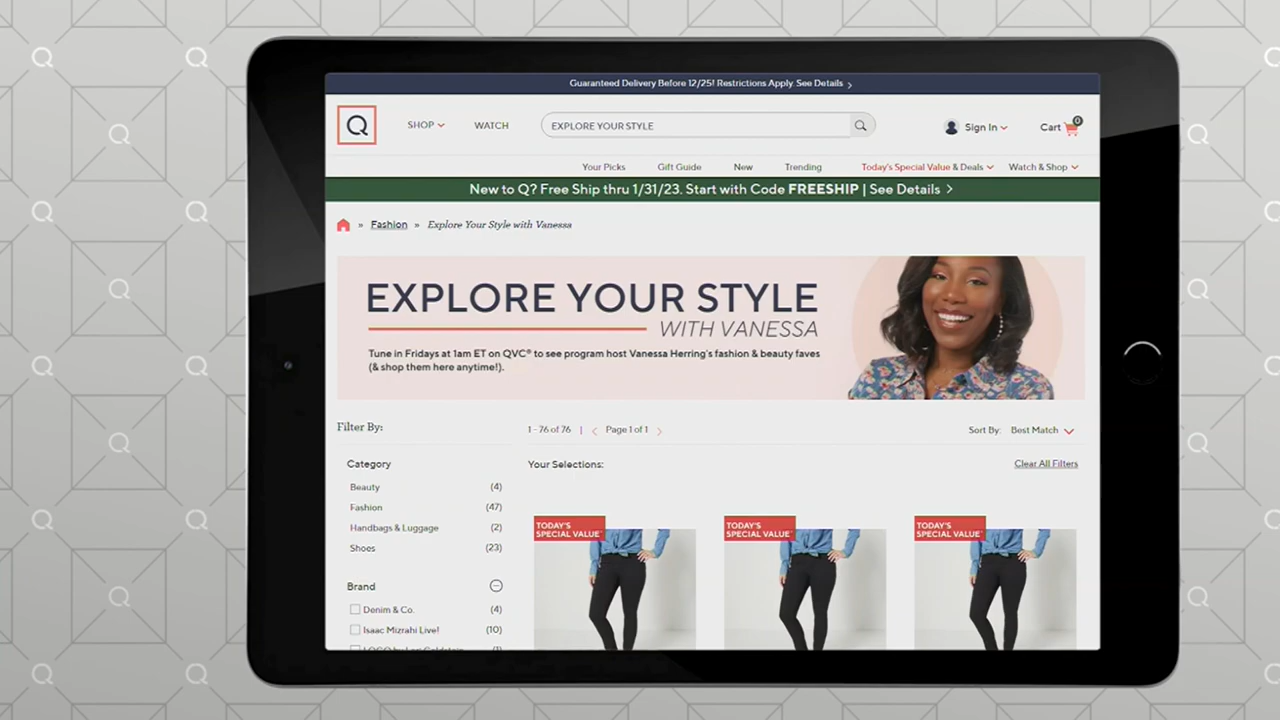 Guaranteed Delivery Before 12/25! Restrictions Apply. See Details
Q
SHOP
WATCH
EXPLORE YOUR STYLE
Sign In
Cart
0
Your Picks
Gift Guide
New
Trending
Today's Special Value & Deals
Watch & Shop
New to Q? Free Ship thru 1/31/23. Start with Code FREESHIP | See Details
» Fashion » Explore Your Style with Vanessa
EXPLORE YOUR STYLE
WITH VANESSA
Tune in Fridays at 1am ET on QVC® to see program host Vanessa Herring's fashion & beauty faves
(& shop them here anytime!).
Filter By:
1 - 76 of 76 | Page 1 of 1
Sort By: Best Match
Category
Your Selections:
Clear All Filters
Beauty (4)
Fashion (47)
Handbags & Luggage (2)
Shoes (23)
Brand
Denim & Co. (4)
Isaac Mizrahi Live! (10)
TODAY'S
SPECIAL VALUE
TODAY'S
SPECIAL VALUE
TODAY'S
SPECIAL VALUE